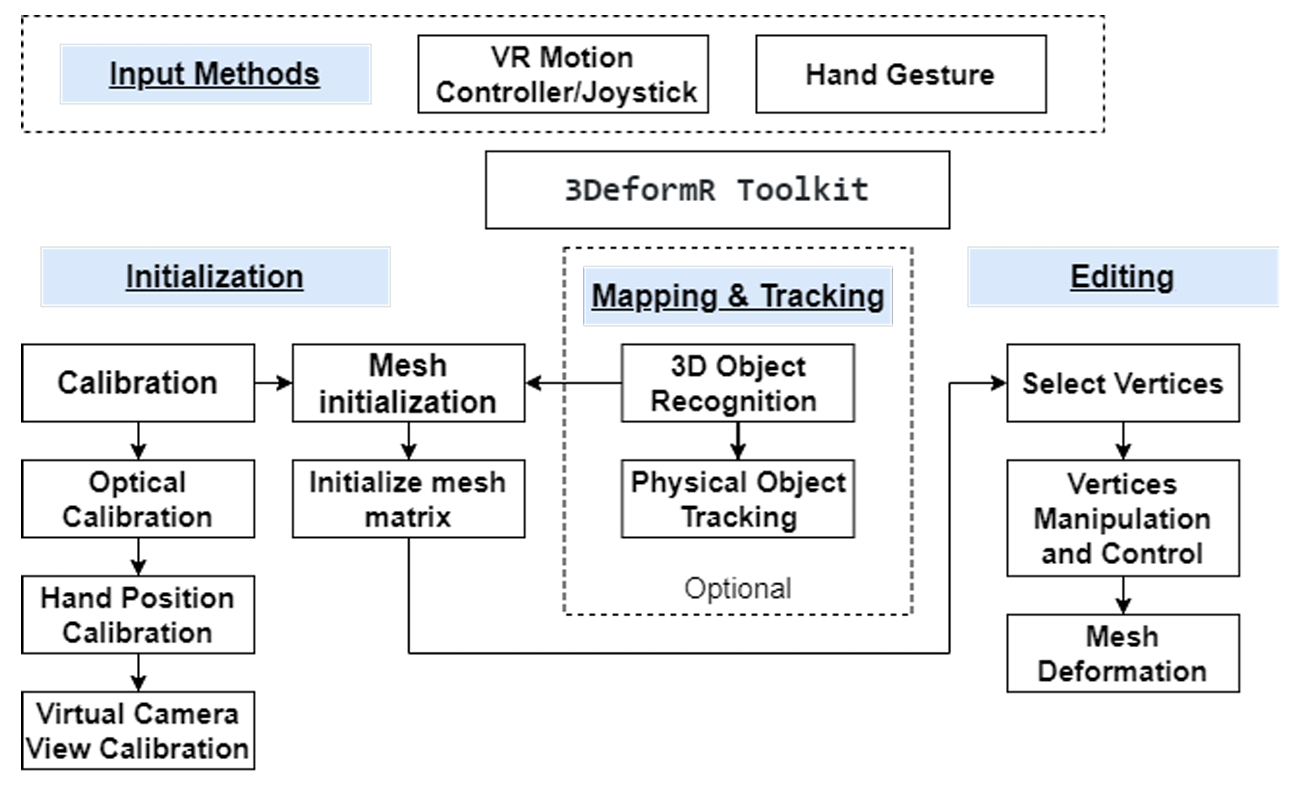 Input Methods
VR Motion
Controller/Joystick
Hand Gesture
3DeformR Toolkit
Initialization
Mapping & Tracking
Editing
Calibration
Mesh
initialization
3D Object
Recognition
Select Vertices
Optical
Calibration
Initialize mesh
matrix
Physical Object
Tracking
Vertices
Manipulation
and Control
Hand Position
Calibration
Optional
Mesh
Deformation
Virtual Camera
View Calibration